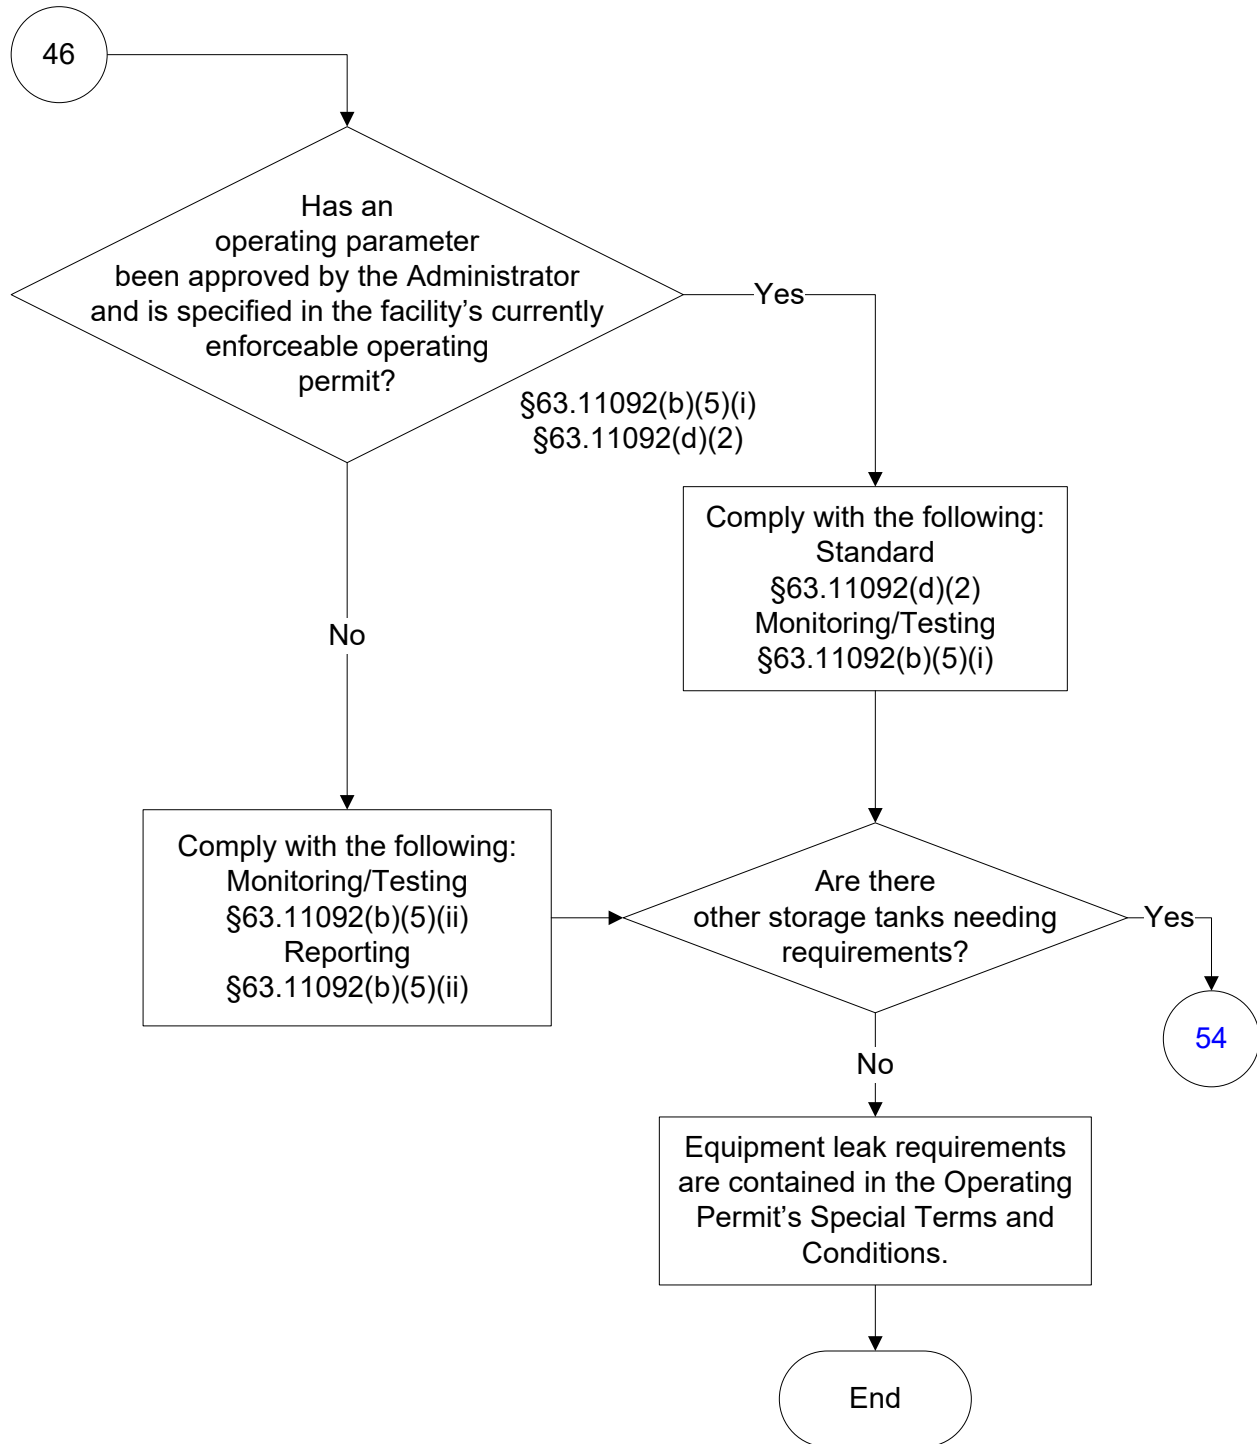 46
Has an
operating parameter
been approved by the Administrator
and is specified in the facility’s currently
enforceable operating
permit?
Yes
§63.11092(b)(5)(i)
§63.11092(d)(2)
Comply with the following:
Standard
§63.11092(d)(2)
Monitoring/Testing
§63.11092(b)(5)(i)
No
Comply with the following:
Monitoring/Testing
§63.11092(b)(5)(ii)
Reporting
§63.11092(b)(5)(ii)
Are there
other storage tanks needing
requirements?
Yes
54
No
Equipment leak requirements
are contained in the Operating
Permit’s Special Terms and
Conditions.
End